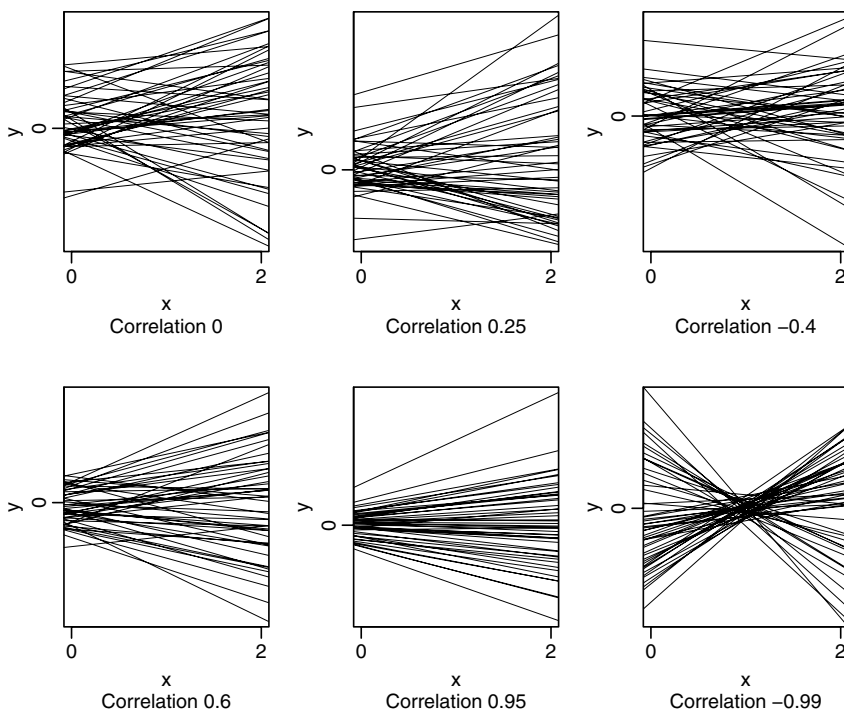 y
0
0 2
x
Correlation 0
y
0
0 2
x
Correlation 0.25
y
0
0 2
x
Correlation −0.4
y
0
0 2
x
Correlation 0.6
y
0
0 2
x
Correlation 0.95
y
0
0 2
x
Correlation −0.99